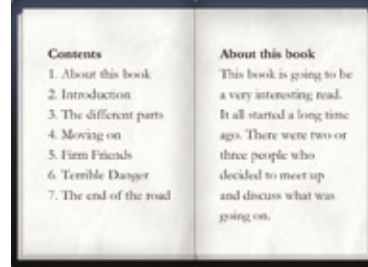 Contents
1. About this book
2. Introduction
3. The different parts
4. Moving on
5. Firm Friends
6. Terrible Danger
7. The end of the road
About this book
This book is going to be
a very interesting read.
It all started a long time
ago. There were two or
three people who
decided to meet up
and discuss what was
going on.